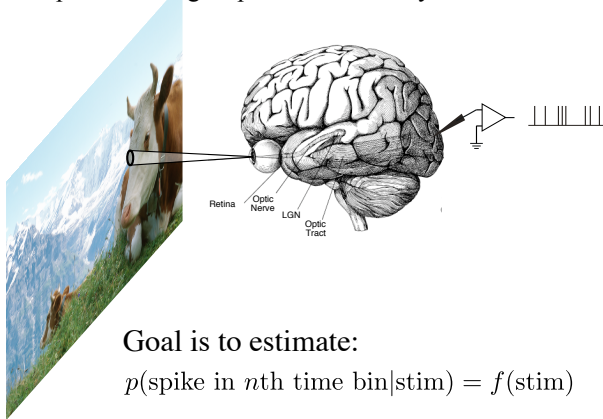 Retina
Optic
Nerve
LGN
Optic
Tract
Goal is to estimate:
p(spike in nth time bin|stim) = f(stim)